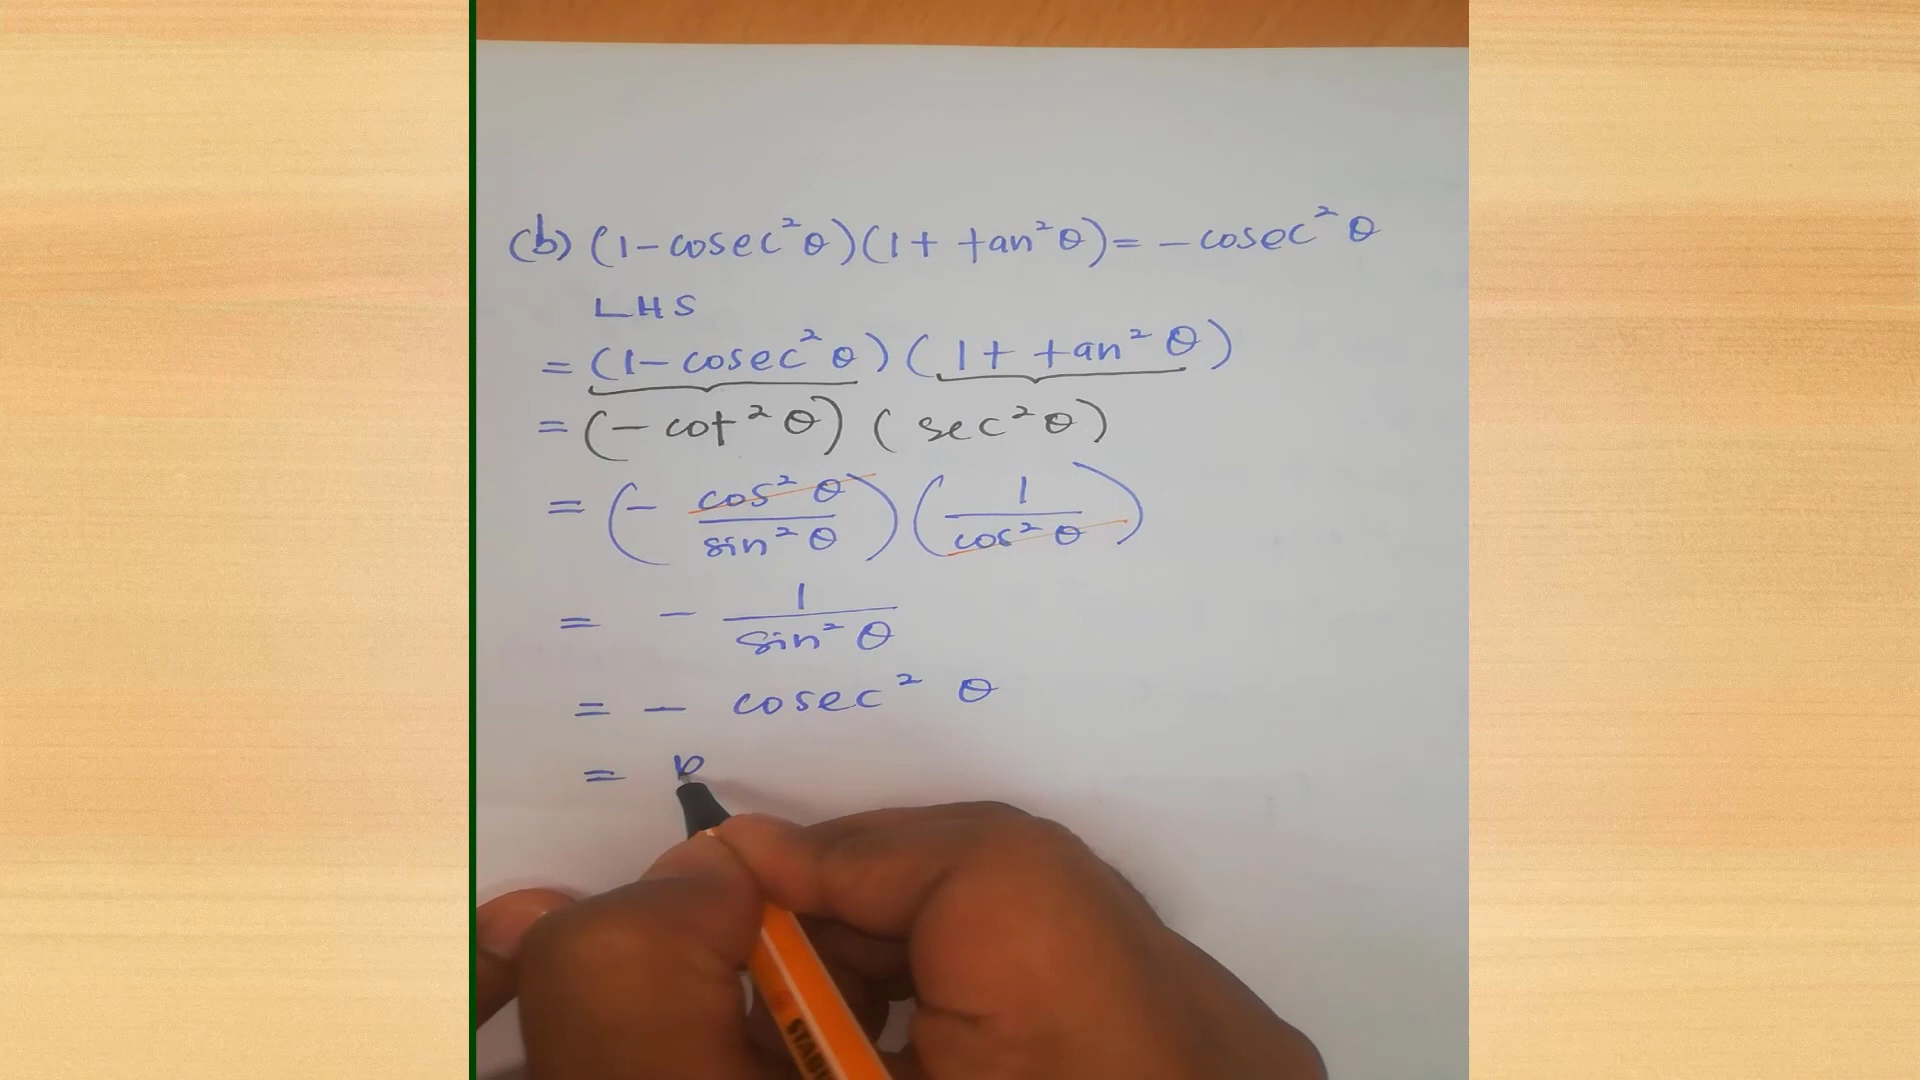 (b) (1-cosec²θ)(1+tan²θ)= -cosec²θ
LHS
= (1-cosec²θ)(1+tan²θ)
= (-cot²θ)(sec²θ)
= (- cos²θ/sin²θ)(1/cos²θ)
= - 1/sin²θ
= - cosec²θ
=